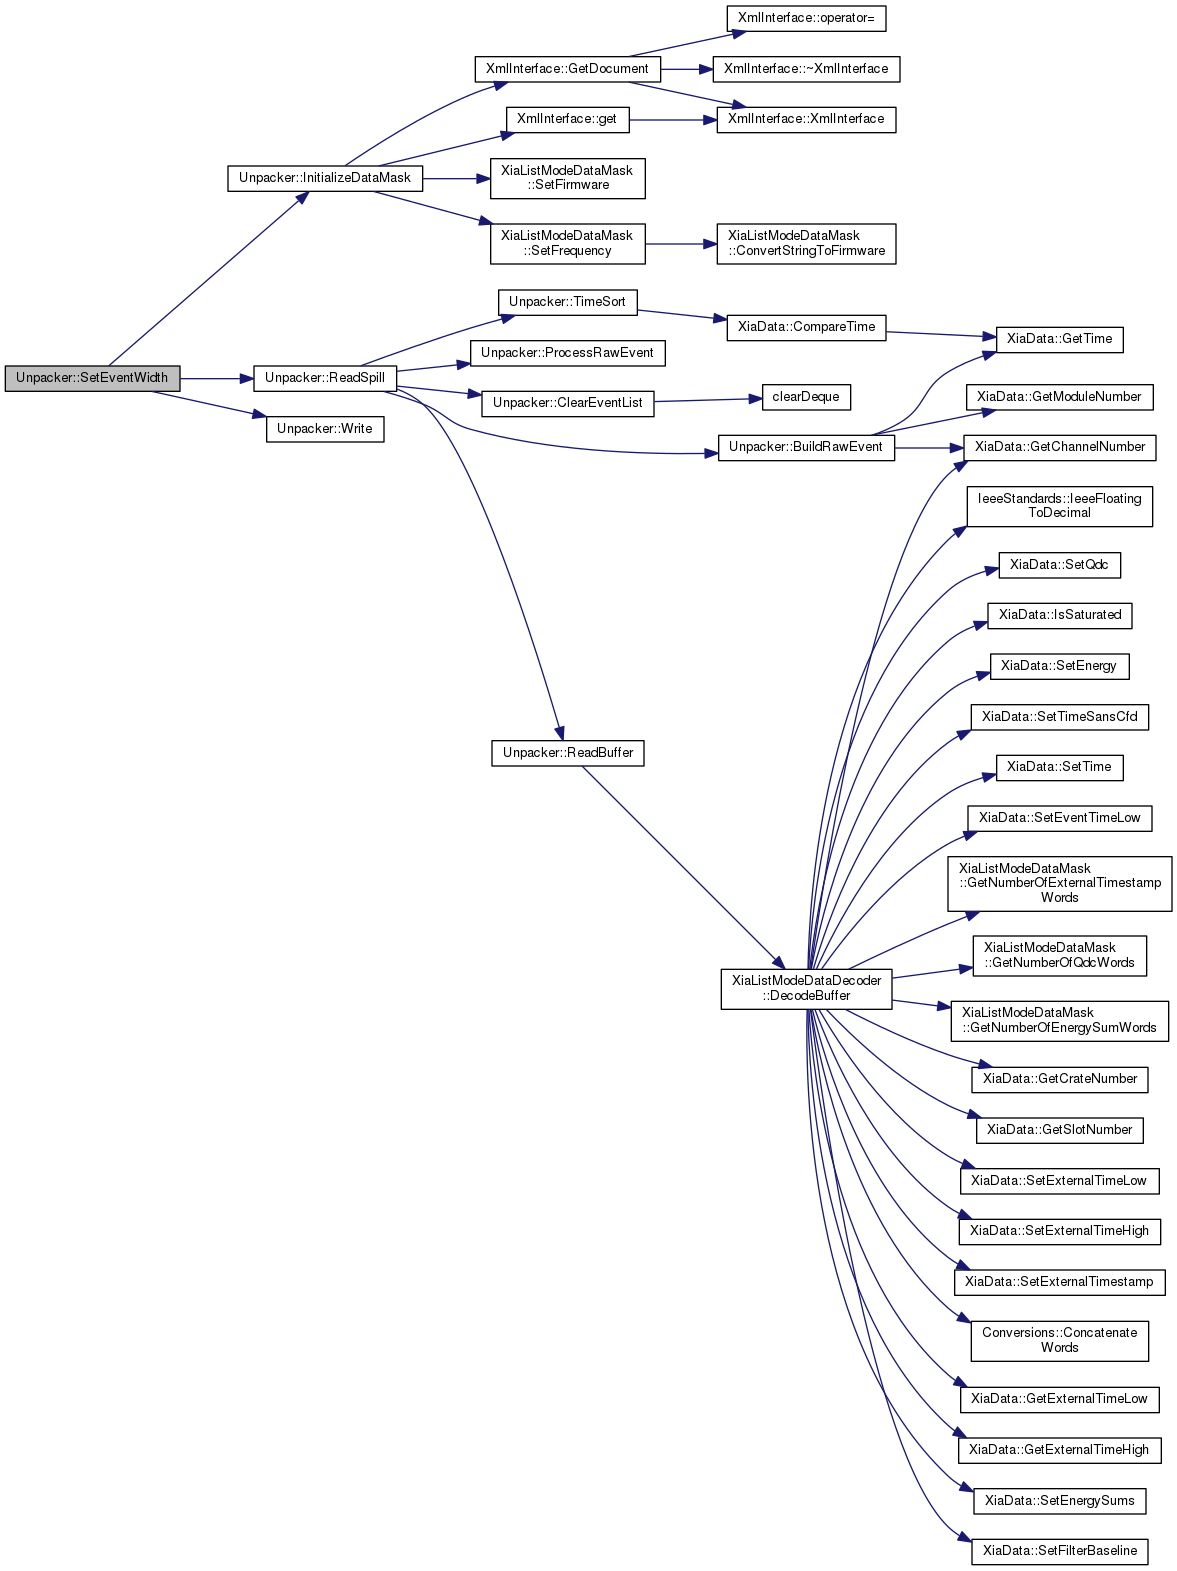 XmlInterface::operator=
XmlInterface::GetDocument
XmlInterface::~XmlInterface
XmlInterface::get
XmlInterface::XmlInterface
Unpacker::InitializeDataMask
XiaListModeDataMask
::SetFirmware
XiaListModeDataMask
::SetFrequency
XiaListModeDataMask
::ConvertStringToFirmware
Unpacker::TimeSort
XiaData::CompareTime
XiaData::GetTime
Unpacker::ProcessRawEvent
Unpacker::SetEventWidth
Unpacker::ReadSpill
Unpacker::ClearEventList
clearDeque
XiaData::GetModuleNumber
Unpacker::Write
Unpacker::BuildRawEvent
XiaData::GetChannelNumber
IeeeStandards::IeeeFloating
ToDecimal
XiaData::SetQdc
XiaData::IsSaturated
XiaData::SetEnergy
XiaData::SetTimeSansCfd
Unpacker::ReadBuffer
XiaData::SetTime
XiaData::SetEventTimeLow
XiaListModeDataMask
::GetNumberOfExternalTimestamp
Words
XiaListModeDataMask
::GetNumberOfQdcWords
XiaListModeDataDecoder
::DecodeBuffer
XiaListModeDataMask
::GetNumberOfEnergySumWords
XiaData::GetCrateNumber
XiaData::GetSlotNumber
XiaData::SetExternalTimeLow
XiaData::SetExternalTimeHigh
XiaData::SetExternalTimestamp
Conversions::Concatenate
Words
XiaData::GetExternalTimeLow
XiaData::GetExternalTimeHigh
XiaData::SetEnergySums
XiaData::SetFilterBaseline